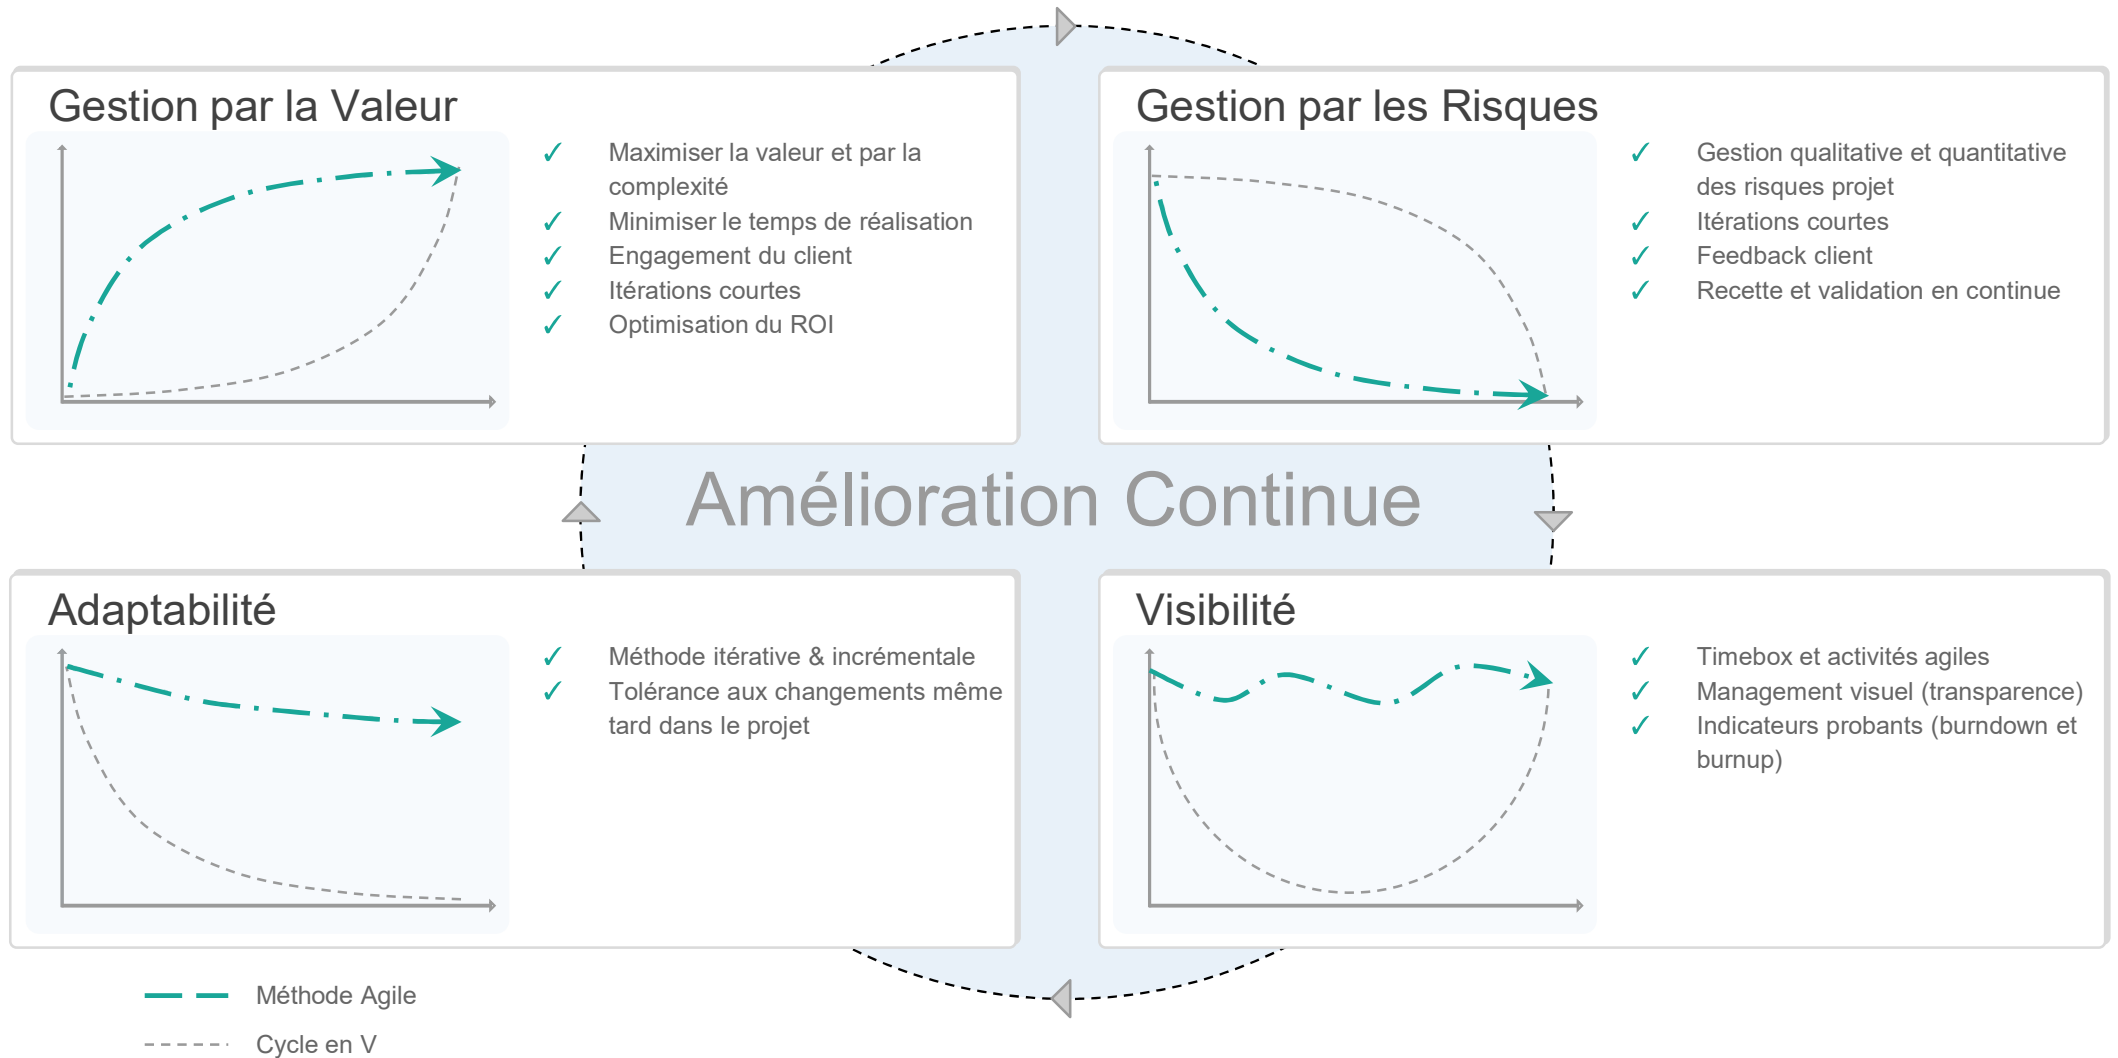 Gestion par la Valeur
✓ Maximiser la valeur et par la
complexité
✓ Minimiser le temps de réalisation
✓ Engagement du client
✓ Itérations courtes
✓ Optimisation du ROI
Gestion par les Risques
✓ Gestion qualitative et quantitative
des risques projet
✓ Itérations courtes
✓ Feedback client
✓ Recette et validation en continue
Amélioration Continue
Adaptabilité
✓ Méthode itérative & incrémentale
✓ Tolérance aux changements même
tard dans le projet
Visibilité
✓ Timebox et activités agiles
✓ Management visuel (transparence)
✓ Indicateurs probants (burndown et
burnup)
Méthode Agile
Cycle en V